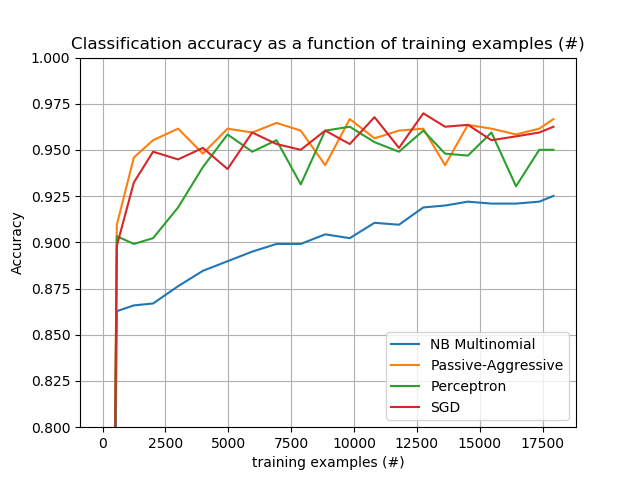 Classification accuracy as a function of training examples (#)
1.000
0.975
0.950
0.925
0.900
0.875
0.850
0.825
0.800
Accuracy
NB Multinomial
Passive-Aggressive
Perceptron
SGD
0 2500 5000 7500 10000 12500 15000 17500
training examples (#)